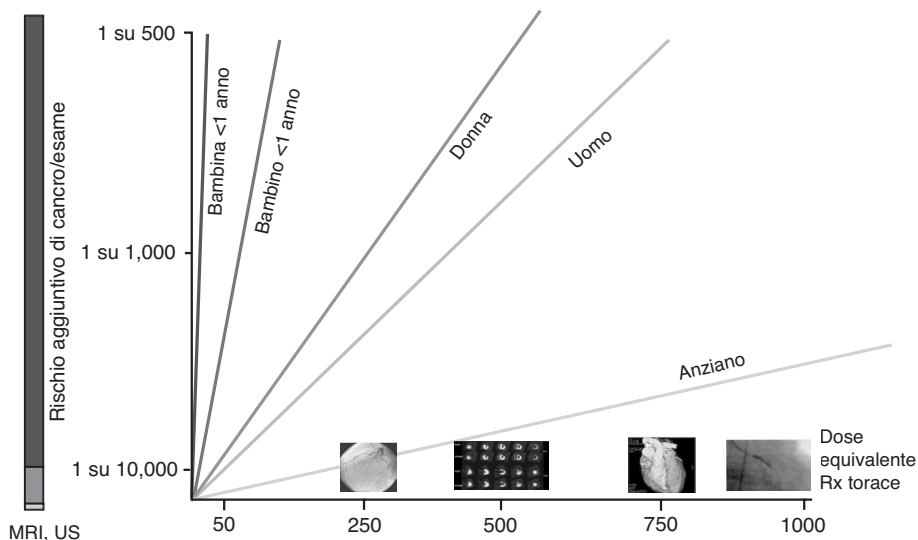 1 su 500
Bambina <1 anno
Bambino <1 anno
Donna
Uomo
Rischio aggiuntivo di cancro/esame
1 su 1,000
Anziano
1 su 10,000
Dose
equivalente
Rx torace
50
250
500
750
1000
MRI, US